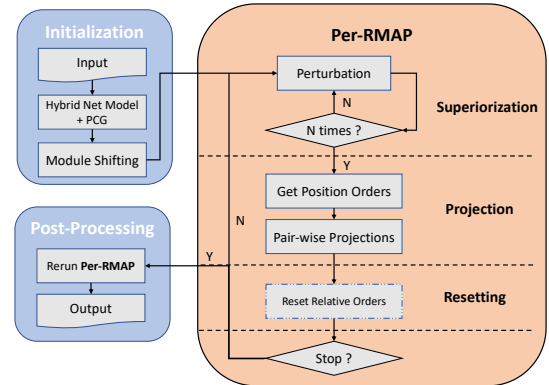 Initialization
Input
Hybrid Net Model
+ PCG
Module Shifting
Per-RMAP
Perturbation
N
N times ?
Superiorization
Y
Get Position Orders
Pair-wise Projections
Projection
N
Y
Reset Relative Orders
Resetting
Stop ?
Post-Processing
Rerun Per-RMAP
Output